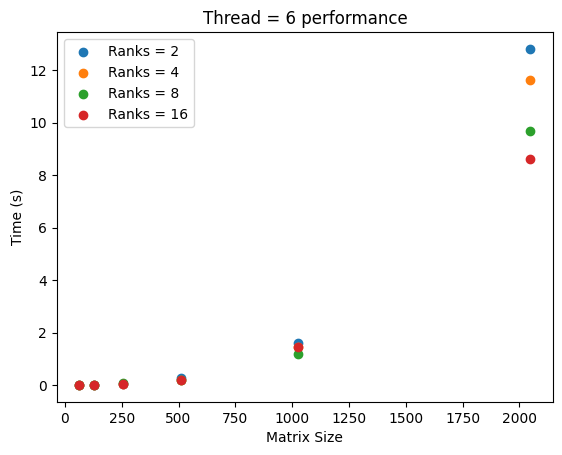 Thread = 6 performance
Ranks = 2
Ranks = 4
Ranks = 8
Ranks = 16
12
10
8
6
4
2
0
Time (s)
0 250 500 750 1000 1250 1500 1750 2000
Matrix Size